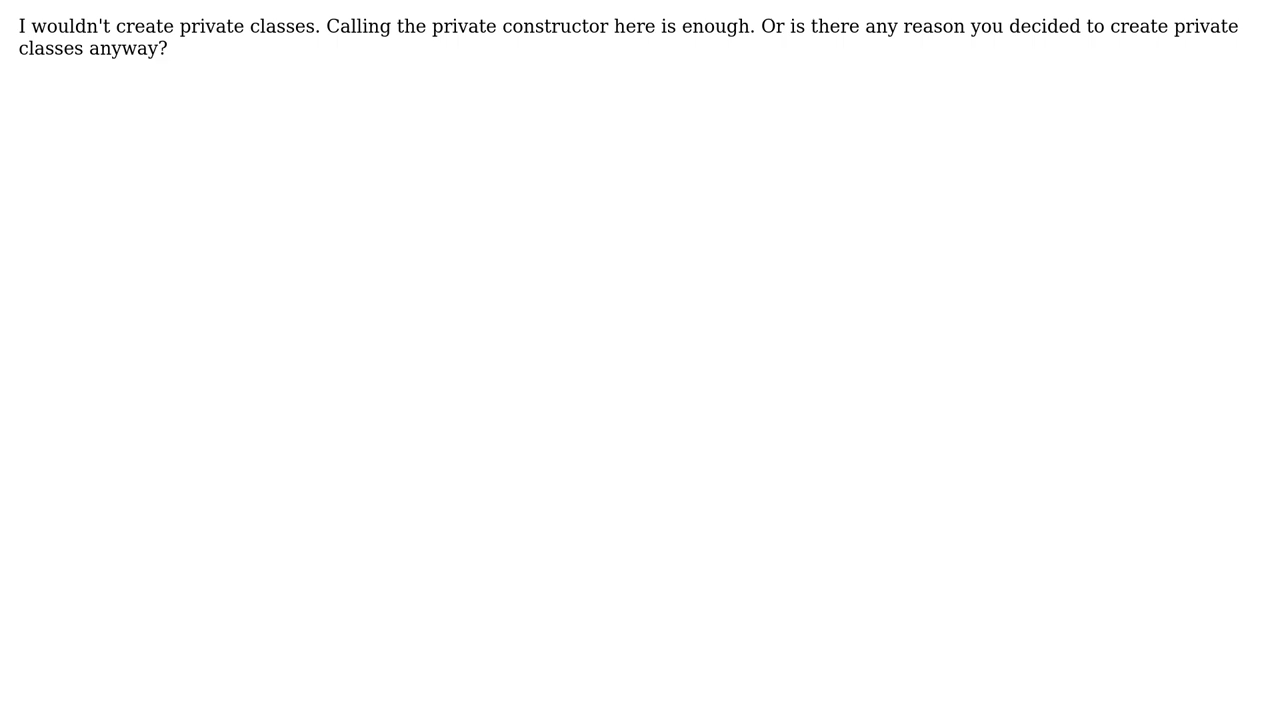 I wouldn't create private classes. Calling the private constructor here is enough. Or is there any reason you decided to create private
classes anyway?